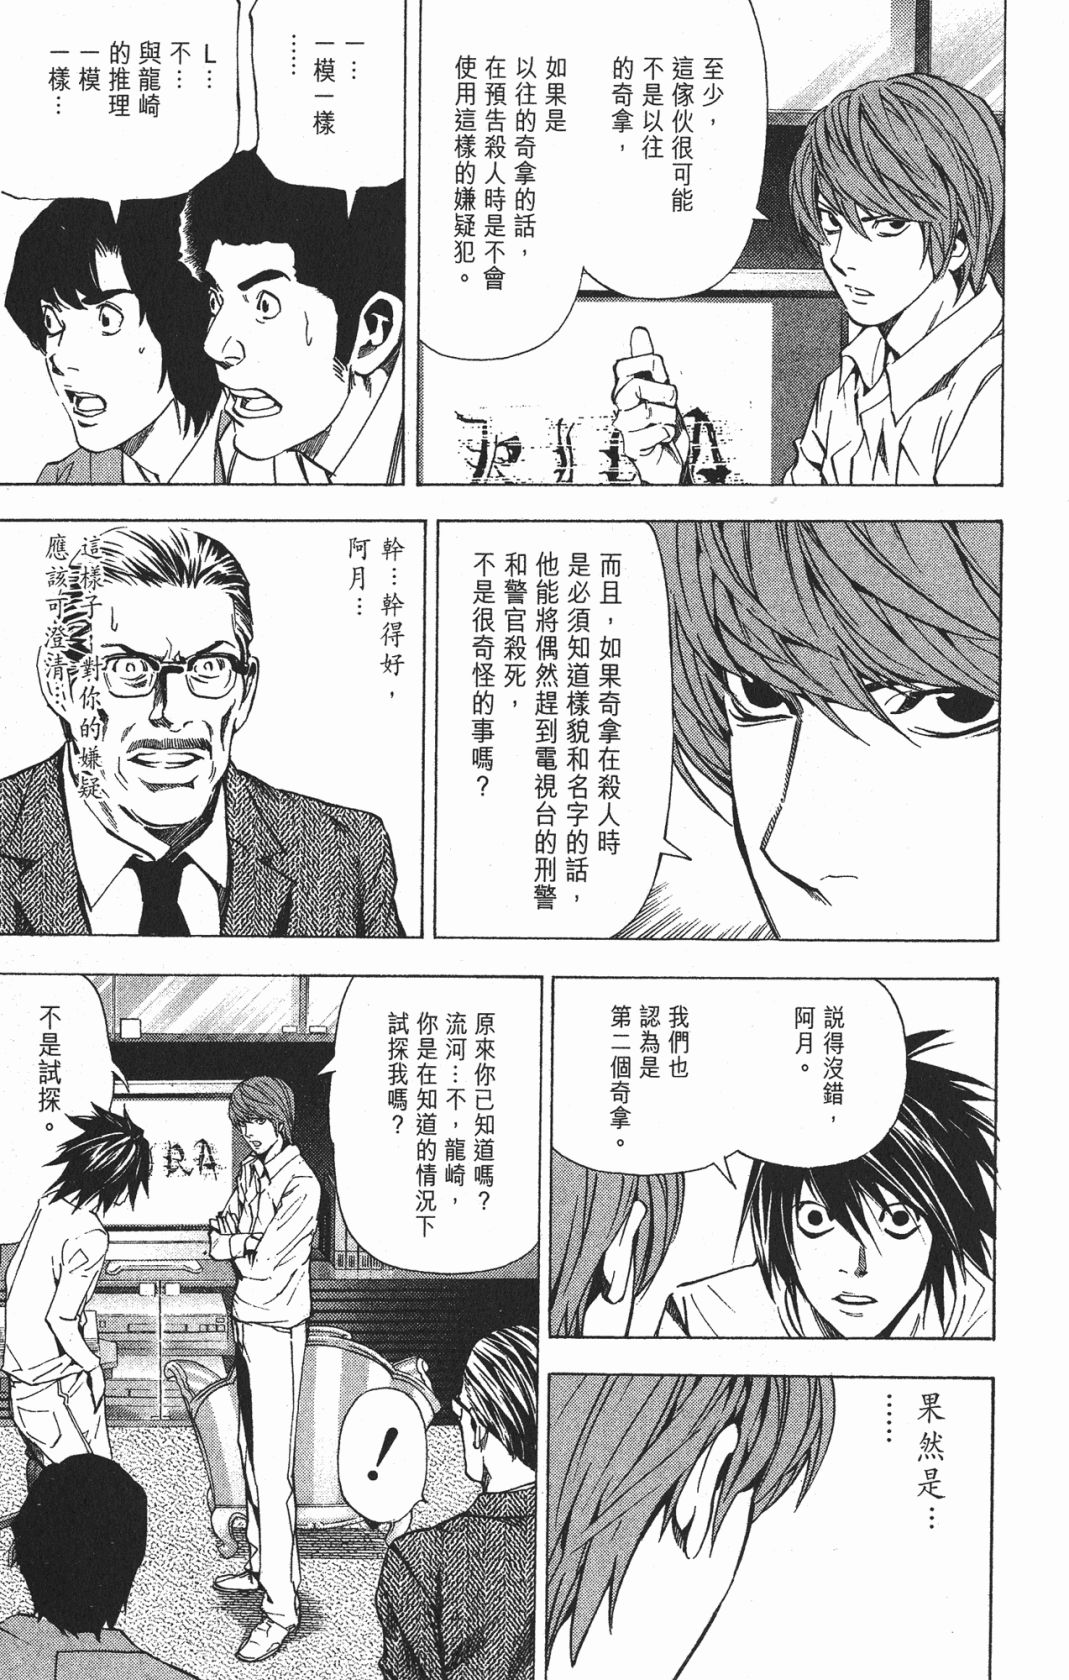 至少，
這傢伙很可能
不是以往
的奇拿，
如果是
以往的奇拿的話，
在預告殺人時是不會
使用這樣的嫌疑犯。
KIRA
一…
一模一樣
……
L…
不…
與龍崎
的推理
一模
一樣…
而且，如果奇拿在殺人時
是必須知道樣貌和名字的話，
他能將偶然趕到電視台的刑警
和警官殺死，
不是很奇怪的事嗎？
幹…幹得好，
阿月…
這樣子…對你的嫌疑
應該可澄清…
説得沒錯，
阿月。
我們也
認為是
第二個奇拿。
果然是…
……
原來你已知道嗎？
流河…不，龍崎，
你是在知道的情況下
試探我嗎？
RA
不是試探。
！